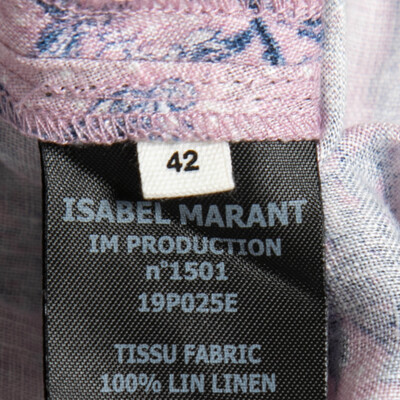 42
ISABEL MARANT
IM PRODUCTION
n°1501
19P025E
TISSU FABRIC
100% LIN LINEN